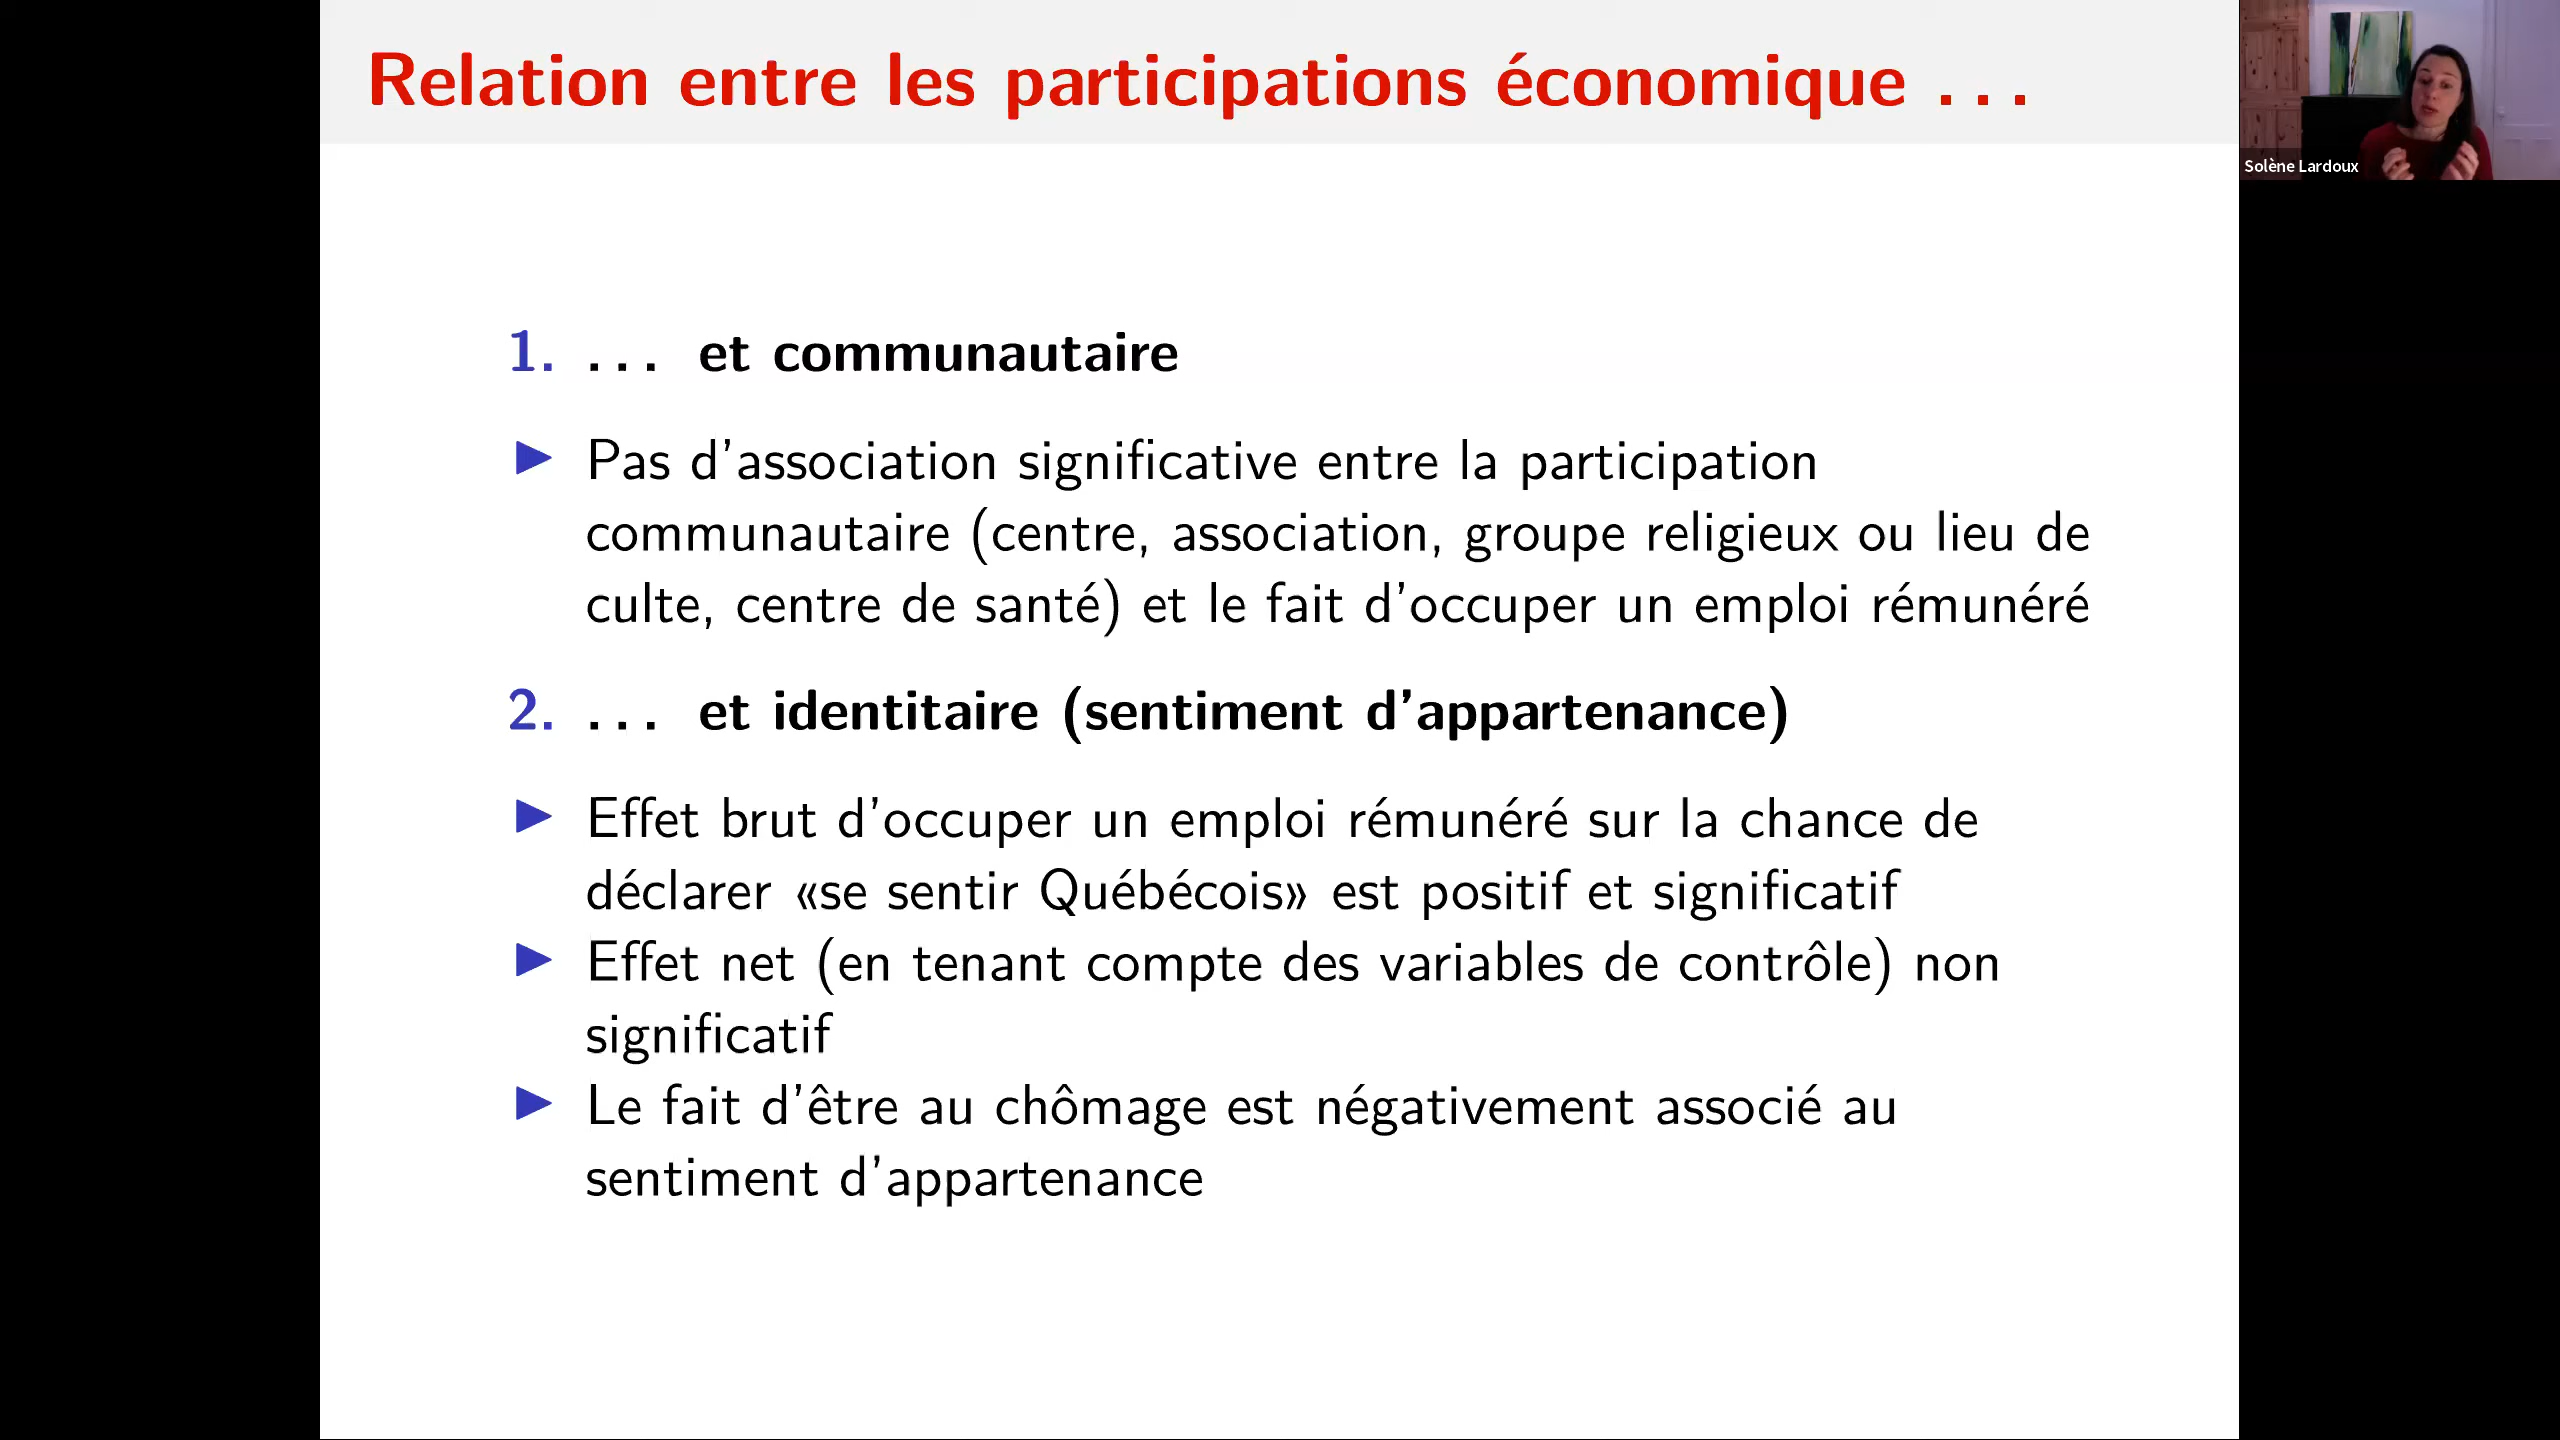 Relation entre les participations économique . . .
Solène Lardoux
1. . . . et communautaire
▶ Pas d'association significative entre la participation
communautaire (centre, association, groupe religieux ou lieu de
culte, centre de santé) et le fait d'occuper un emploi rémunéré
2. . . . et identitaire (sentiment d'appartenance)
▶ Effet brut d'occuper un emploi rémunéré sur la chance de
déclarer «se sentir Québécois» est positif et significatif
▶ Effet net (en tenant compte des variables de contrôle) non
significatif
▶ Le fait d'être au chômage est négativement associé au
sentiment d'appartenance